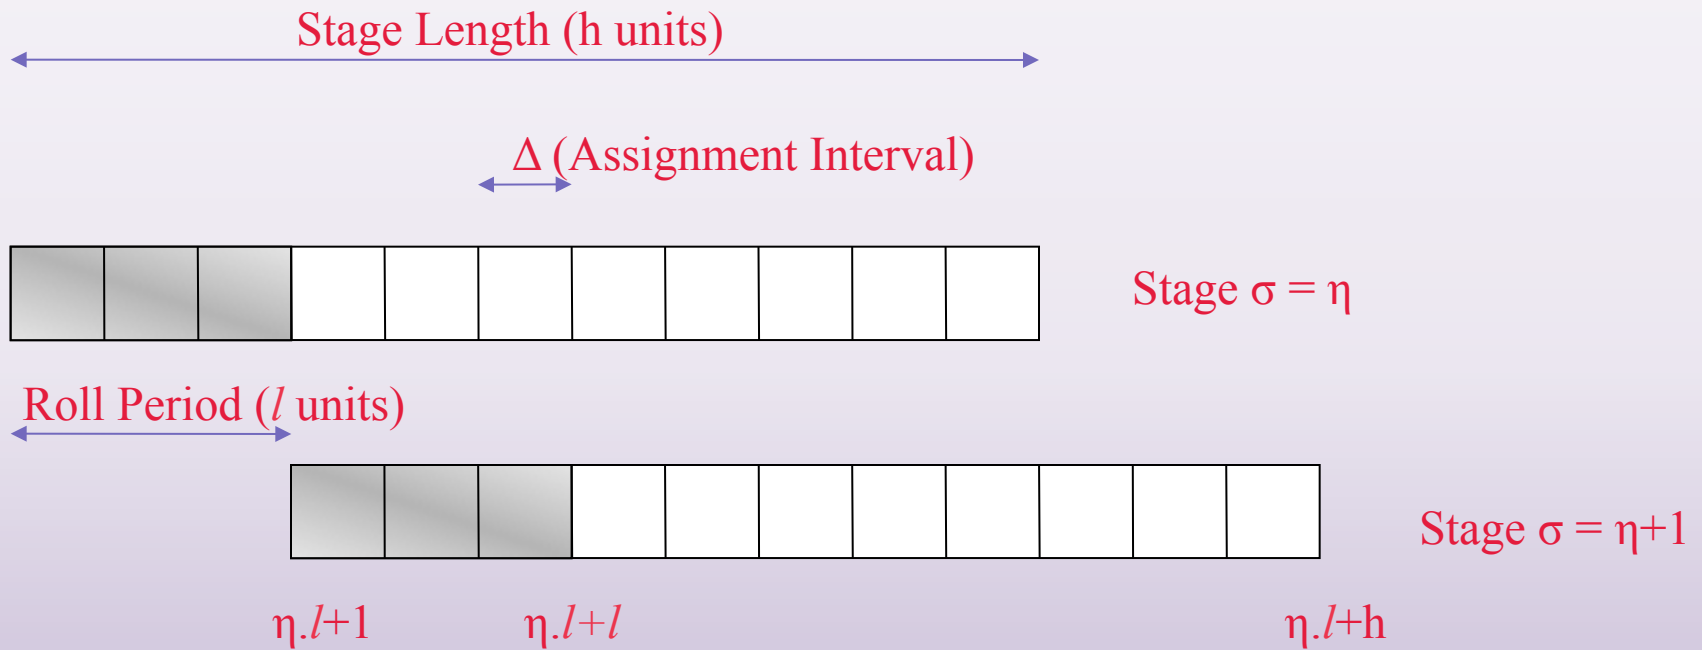 Stage Length (h units)
Δ (Assignment Interval)
Stage σ = η
Roll Period (l units)
Stage σ = η+1
η.l+1 η.l+l η.l+h